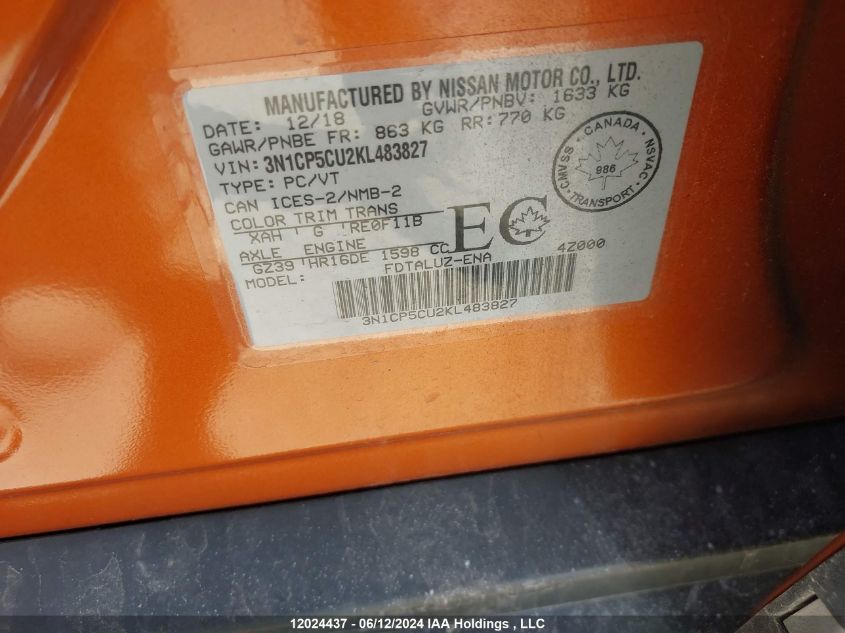 MANUFACTURED BY NISSAN MOTOR CO., LTD.
DATE: 12/18 GVWR/PNBV: 1633 KG
GAWR/PNBE FR: 863 KG RR: 770 KG
VIN: 3N1CP5CU2KL483827
TYPE: PC/VT
CAN ICES-2/NMB-2
COLOR TRIM TRANS
XAH G RE0F11B
AXLE ENGINE
GZ39 HR16DE 1598 CC
EC
4Z000
MODEL: FDTALUZ-ENA
3N1CP5CU2KL483827
CANADA
CMVSS
986
NSVAC
TRANSPORT
12024437 - 06/12/2024 IAA Holdings, LLC